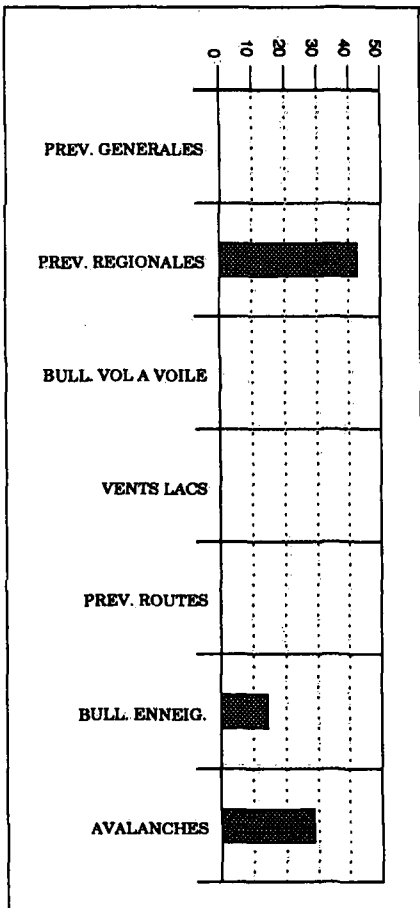 0 10 20 30 40 50
PREV. GENERALES
PREV. REGIONALES
BULL. VOL A VOILE
VENTS LACS
PREV. ROUTES
BULL. ENNEIG.
AVALANCHES